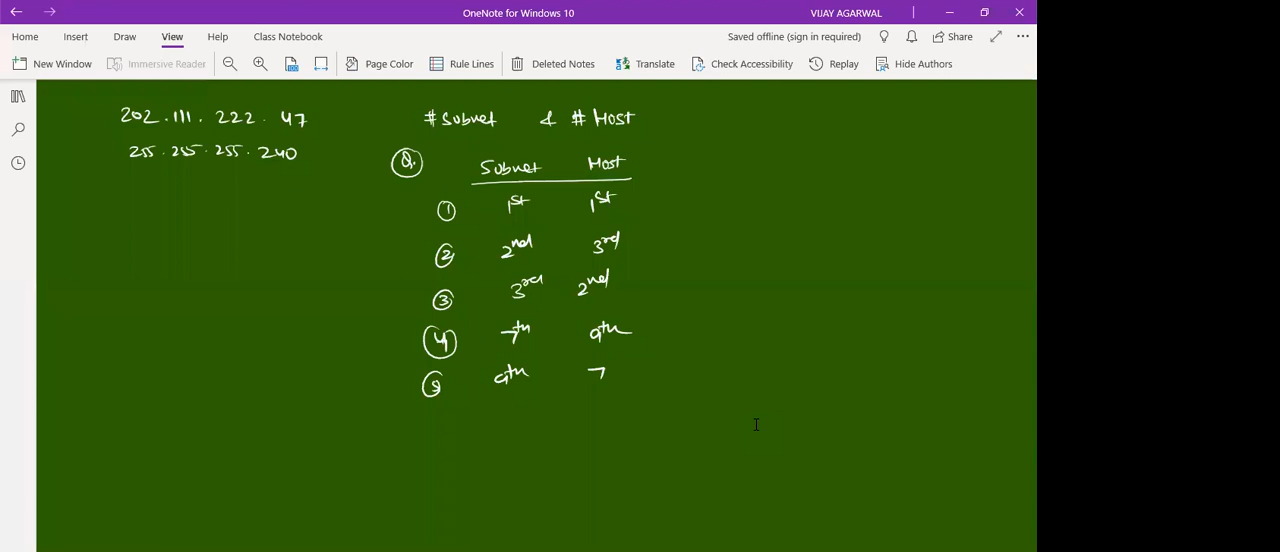 OneNote for Windows 10
VIJAY AGARWAL
Home Insert Draw View Help Class Notebook
Saved offline (sign in required) Share
New Window Immersive Reader Page Color Rule Lines Deleted Notes Translate Check Accessibility Replay Hide Authors
202.111.222.47 #Subnet & #Host
255.255.255.240
Q. Subnet Host
1 1st 1st
2 2nd 3rd
3 3rd 2nd
4 7th 9th
5 9th 7